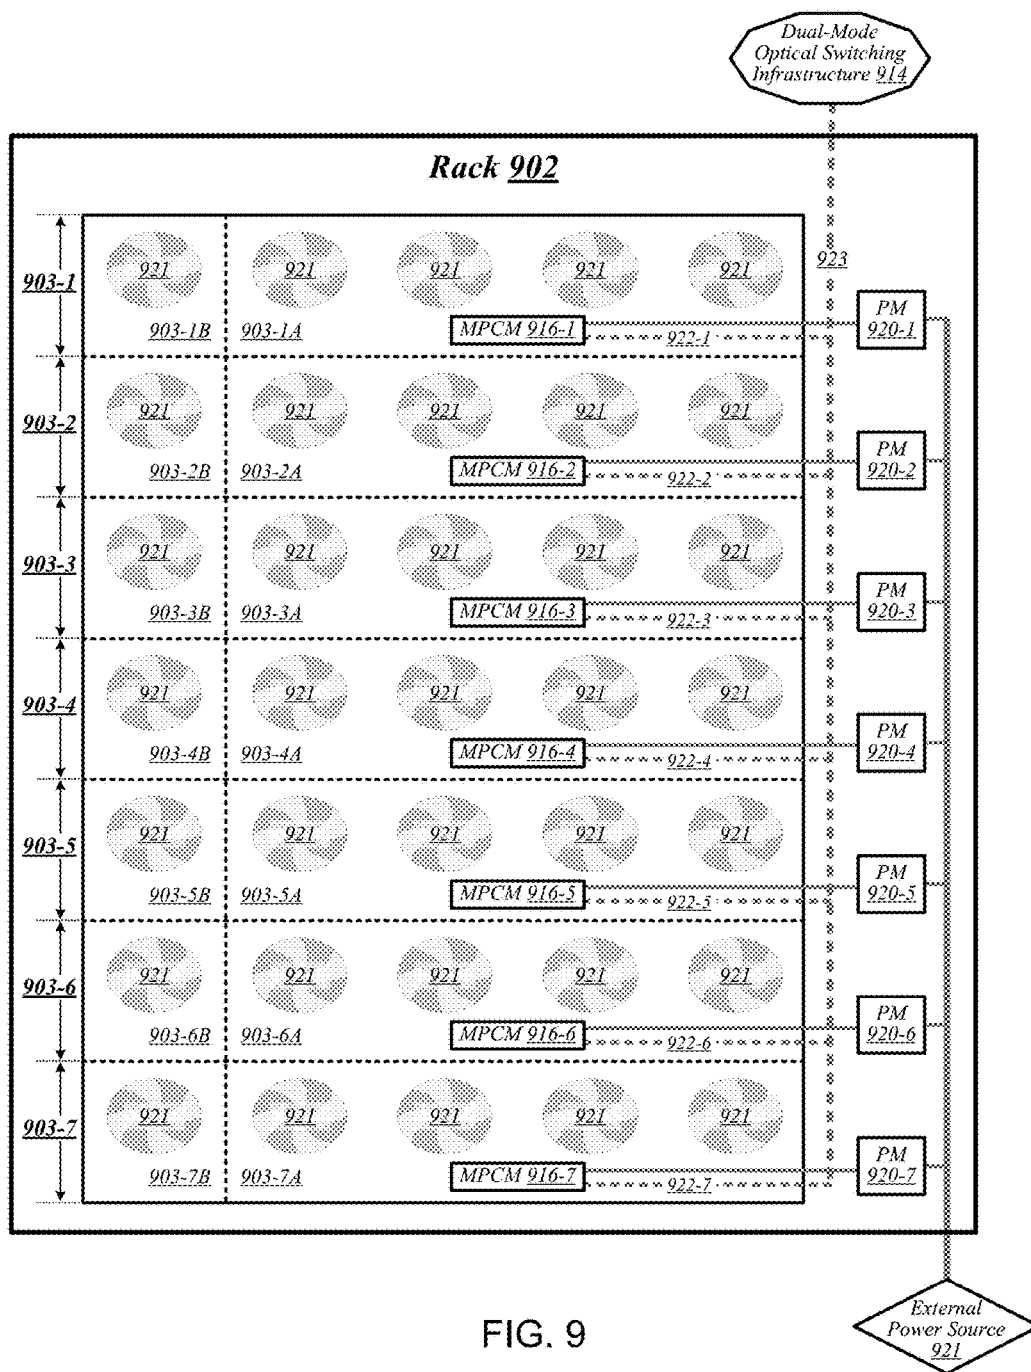 Dual-Mode
Optical Switching
Infrastructure 914
Rack 902
923
903-1
921 921 921 921 921
903-1B 903-1A
MPCM 916-1
922-1
PM
920-1
903-2
921 921 921 921 921
903-2B 903-2A
MPCM 916-2
922-2
PM
920-2
903-3
921 921 921 921 921
903-3B 903-3A
MPCM 916-3
922-3
PM
920-3
903-4
921 921 921 921 921
903-4B 903-4A
MPCM 916-4
922-4
PM
920-4
903-5
921 921 921 921 921
903-5B 903-5A
MPCM 916-5
922-5
PM
920-5
903-6
921 921 921 921 921
903-6B 903-6A
MPCM 916-6
922-6
PM
920-6
903-7
921 921 921 921 921
903-7B 903-7A
MPCM 916-7
922-7
PM
920-7
External
Power Source
921
FIG. 9